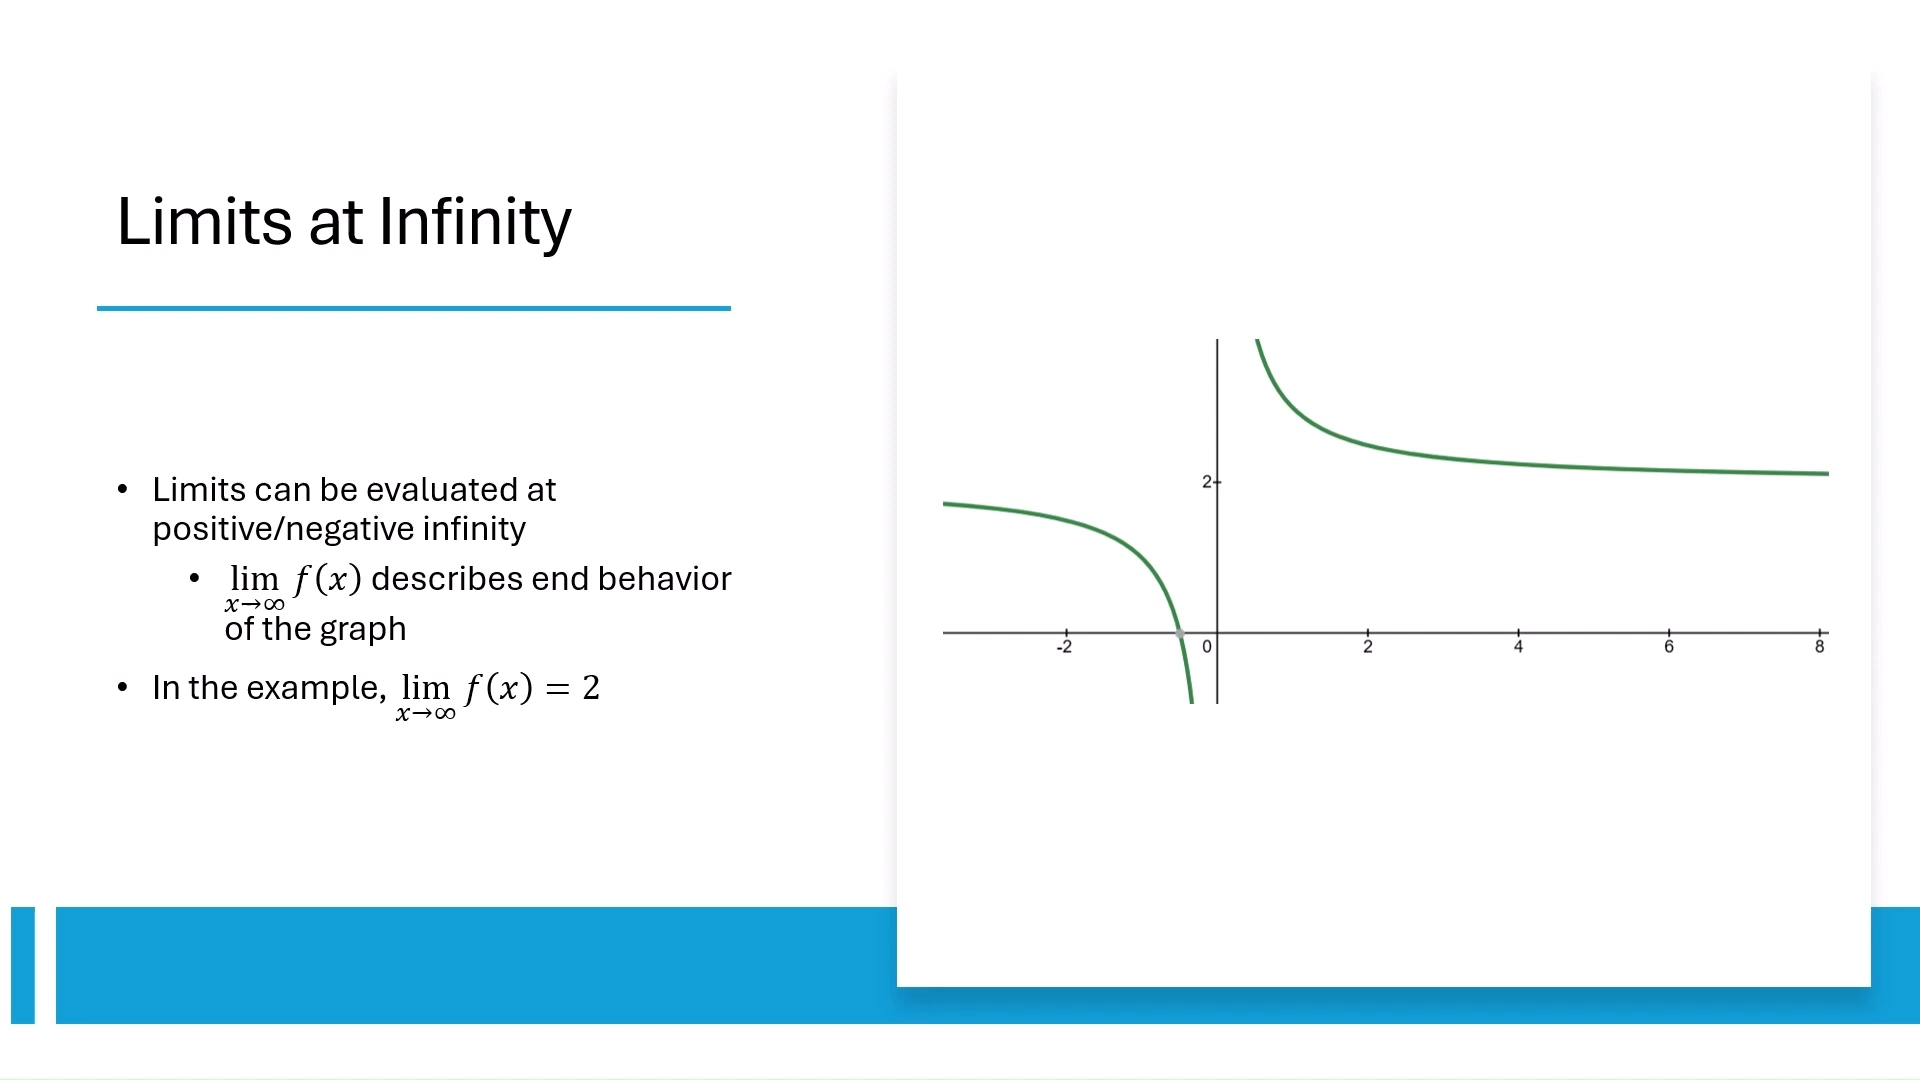 Limits at Infinity
• Limits can be evaluated at
positive/negative infinity
• lim x→∞ f(x) describes end behavior
of the graph
• In the example, lim x→∞ f(x) = 2
2
-2 0 2 4 6 8